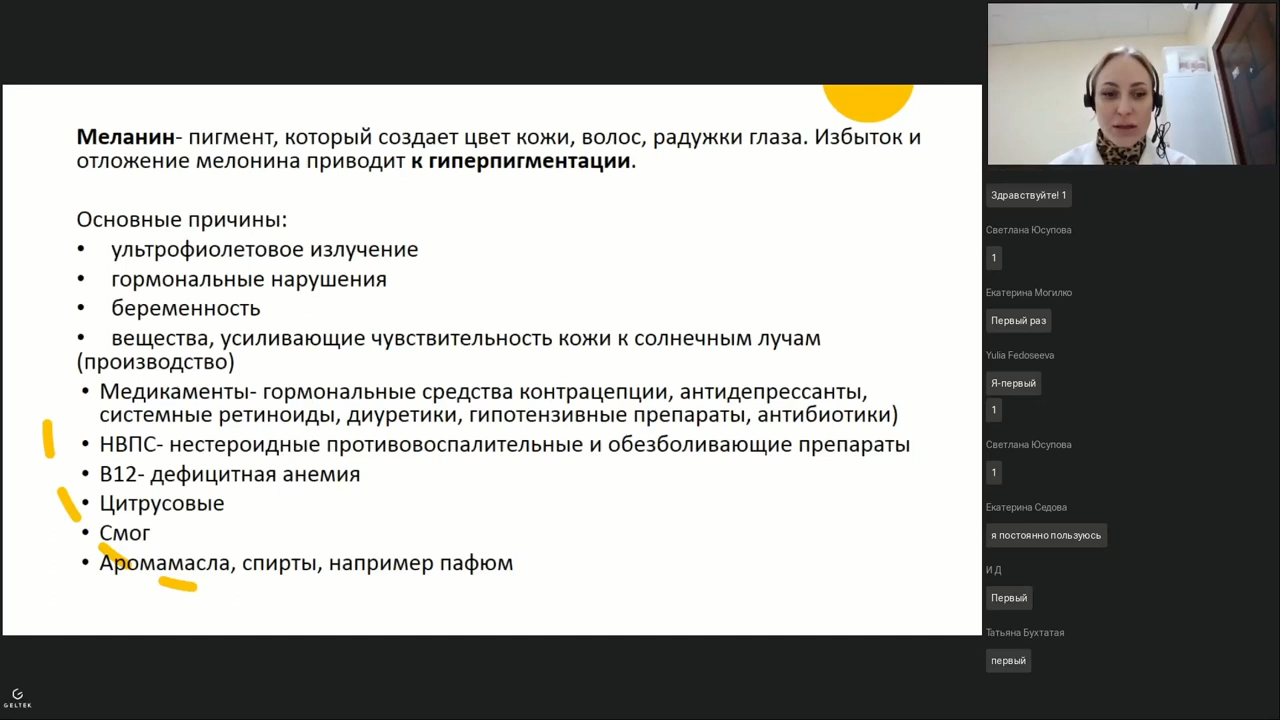 Меланин- пигмент, который создает цвет кожи, волос, радужки глаза. Избыток и
отложение мелонина приводит к гиперпигментации.
Основные причины:
• ультрофиолетовое излучение
• гормональные нарушения
• беременность
• вещества, усиливающие чувствительность кожи к солнечным лучам
(производство)
• Медикаменты- гормональные средства контрацепции, антидепрессанты,
системные ретиноиды, диуретики, гипотензивные препараты, антибиотики)
• НВПС- нестероидные противовоспалительные и обезболивающие препараты
• В12- дефицитная анемия
• Цитрусовые
• Смог
• Аромамасла, спирты, например пафюм
Здравствуйте! 1
Светлана Юсупова
1
Екатерина Могилко
Первый раз
Yulia Fedoseeva
Я-первый
1
Светлана Юсупова
1
Екатерина Седова
я постоянно пользуюсь
И Д
Первый
Татьяна Бухтатая
первый
GELTEK